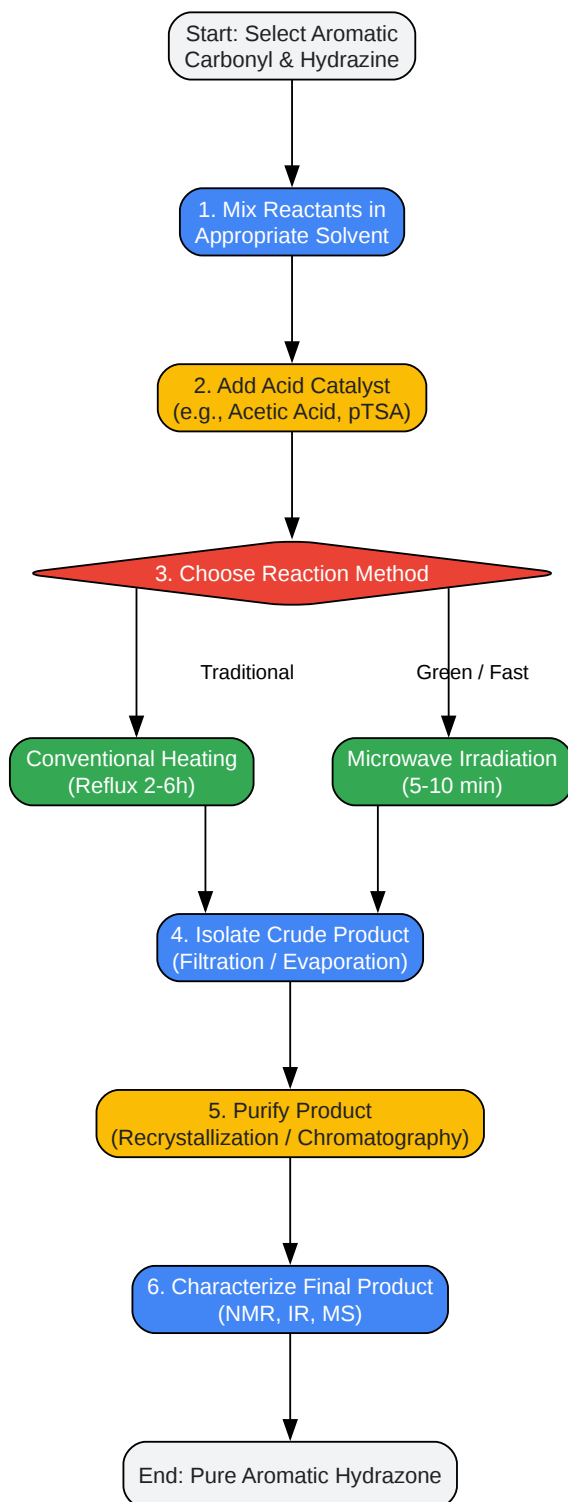 Start: Select Aromatic
Carbonyl & Hydrazine
1. Mix Reactants in
Appropriate Solvent
2. Add Acid Catalyst
(e.g., Acetic Acid, pTSA)
3. Choose Reaction Method
Traditional
Green / Fast
Conventional Heating
(Reflux 2-6h)
Microwave Irradiation
(5-10 min)
4. Isolate Crude Product
(Filtration / Evaporation)
5. Purify Product
(Recrystallization / Chromatography)
6. Characterize Final Product
(NMR, IR, MS)
End: Pure Aromatic Hydrazone